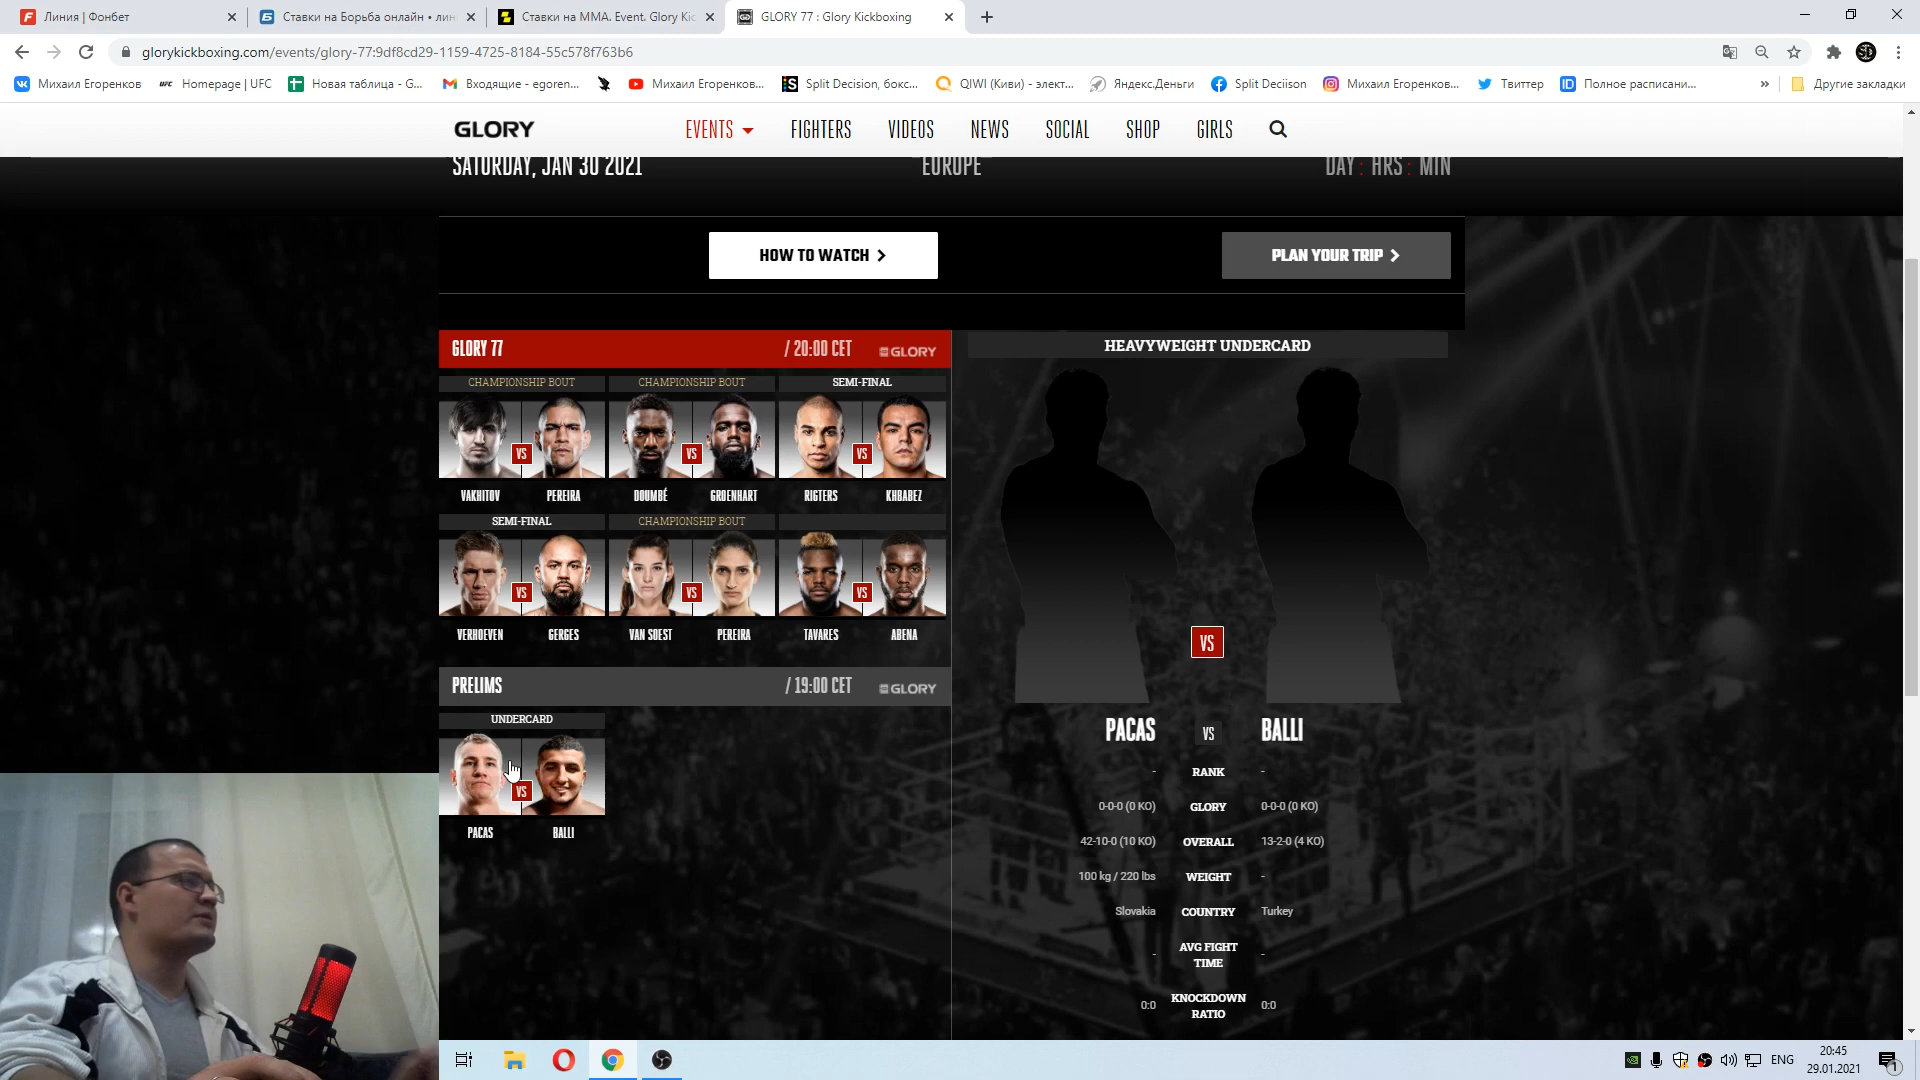 Линия | Фонбет
Ставки на Борьба онлайн • лин
Ставки на ММА. Event. Glory Kic
GLORY 77 : Glory Kickboxing
glorykickboxing.com/events/glory-77:9df8cd29-1159-4725-8184-55c578f763b6
Михаил Егоренков
Homepage | UFC
Новая таблица - G...
Входящие - egoren...
Михаил Егоренков...
Split Decision, бокс...
QIWI (Киви) - элект...
Яндекс.Деньги
Split Deciison
Михаил Егоренков...
Твиттер
Полное расписани...
»
Другие закладки
GLORY
EVENTS
FIGHTERS
VIDEOS
NEWS
SOCIAL
SHOP
GIRLS
SATURDAY, JAN 30 2021
EUROPE
DAY : HRS : MIN
HOW TO WATCH
PLAN YOUR TRIP
GLORY 77
/ 20:00 CET
GLORY
CHAMPIONSHIP BOUT
CHAMPIONSHIP BOUT
SEMI-FINAL
VS
VS
VS
VAKHITOV
PEREIRA
DOUMBÉ
GROENHART
RIGTERS
KHBABEZ
SEMI-FINAL
CHAMPIONSHIP BOUT
VS
VS
VS
VERHOEVEN
GERGES
VAN SOEST
PEREIRA
TAVARES
ABENA
PRELIMS
/ 19:00 CET
GLORY
UNDERCARD
VS
PACAS
BALLI
HEAVYWEIGHT UNDERCARD
VS
PACAS VS BALLI
- RANK -
0-0-0 (0 KO) GLORY 0-0-0 (0 KO)
42-10-0 (10 KO) OVERALL 13-2-0 (4 KO)
100 kg / 220 lbs WEIGHT -
Slovakia COUNTRY Turkey
- AVG FIGHT TIME -
0:0 KNOCKDOWN RATIO 0:0
ENG
20:45
29.01.2021
1